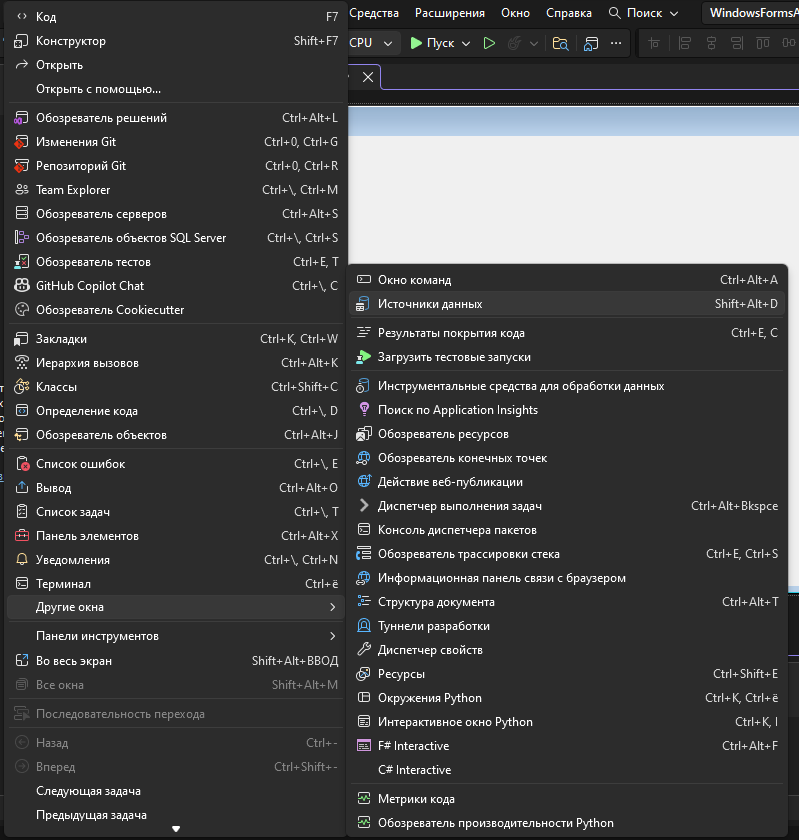 Средства Расширения Окно Справка Поиск WindowsFormsA
CPU Пуск
Код F7
Конструктор Shift+F7
Открыть
Открыть с помощью...
Обозреватель решений Ctrl+Alt+L
Изменения Git Ctrl+0, Ctrl+G
Репозиторий Git Ctrl+0, Ctrl+R
Team Explorer Ctrl+\, Ctrl+M
Обозреватель серверов Ctrl+Alt+S
Обозреватель объектов SQL Server Ctrl+\, Ctrl+S
Обозреватель тестов Ctrl+E, T
GitHub Copilot Chat Ctrl+\, C
Обозреватель Cookiecutter
Закладки Ctrl+K, Ctrl+W
Иерархия вызовов Ctrl+Alt+K
Классы Ctrl+Shift+C
Определение кода Ctrl+\, D
Обозреватель объектов Ctrl+Alt+J
Список ошибок Ctrl+\, E
Вывод Ctrl+Alt+O
Список задач Ctrl+\, T
Панель элементов Ctrl+Alt+X
Уведомления Ctrl+\, Ctrl+N
Терминал Ctrl+ё
Другие окна
Панели инструментов
Во весь экран Shift+Alt+ВВОД
Все окна Shift+Alt+M
Последовательность перехода
Назад Ctrl+-
Вперед Ctrl+Shift+-
Следующая задача
Предыдущая задача
Окно команд Ctrl+Alt+A
Источники данных Shift+Alt+D
Результаты покрытия кода Ctrl+E, C
Загрузить тестовые запуски
Инструментальные средства для обработки данных
Поиск по Application Insights
Обозреватель ресурсов
Обозреватель конечных точек
Действие веб-публикации
Диспетчер выполнения задач Ctrl+Alt+Bkspce
Консоль диспетчера пакетов
Обозреватель трассировки стека Ctrl+E, Ctrl+S
Информационная панель связи с браузером
Структура документа Ctrl+Alt+T
Туннели разработки
Диспетчер свойств
Ресурсы Ctrl+Shift+E
Окружения Python Ctrl+K, Ctrl+ё
Интерактивное окно Python Ctrl+K, I
F# Interactive Ctrl+Alt+F
C# Interactive
Метрики кода
Обозреватель производительности Python